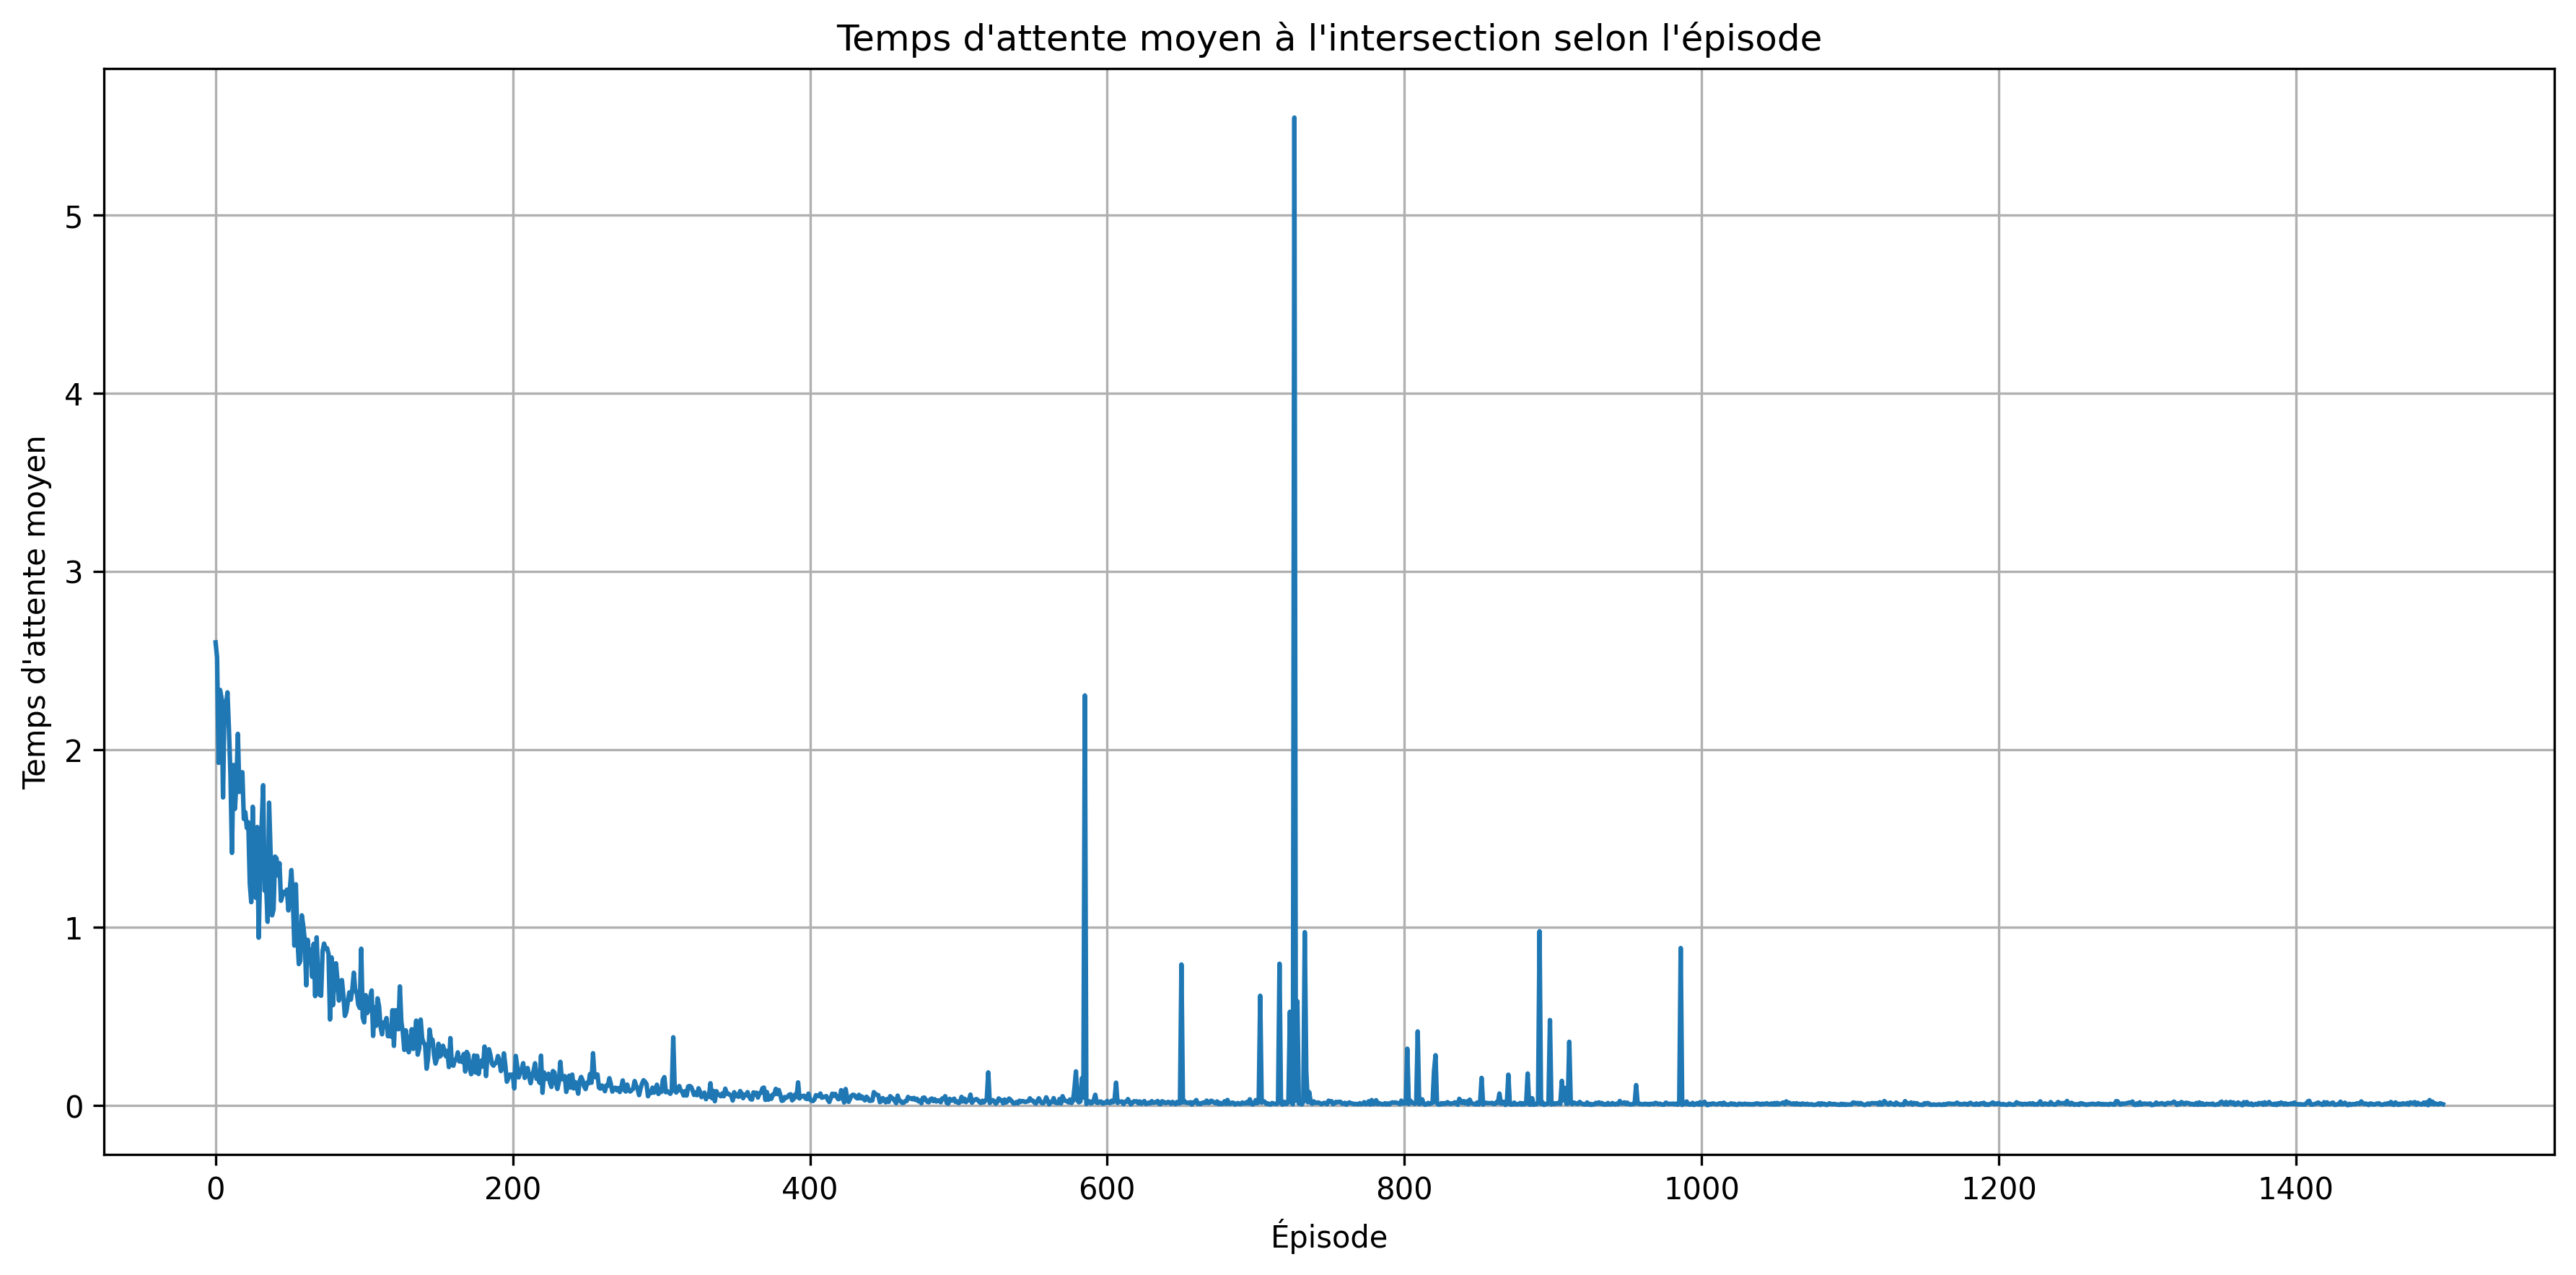 Temps d'attente moyen à l'intersection selon l'épisode
Temps d'attente moyen
5
4
3
2
1
0
0 200 400 600 800 1000 1200 1400
Épisode